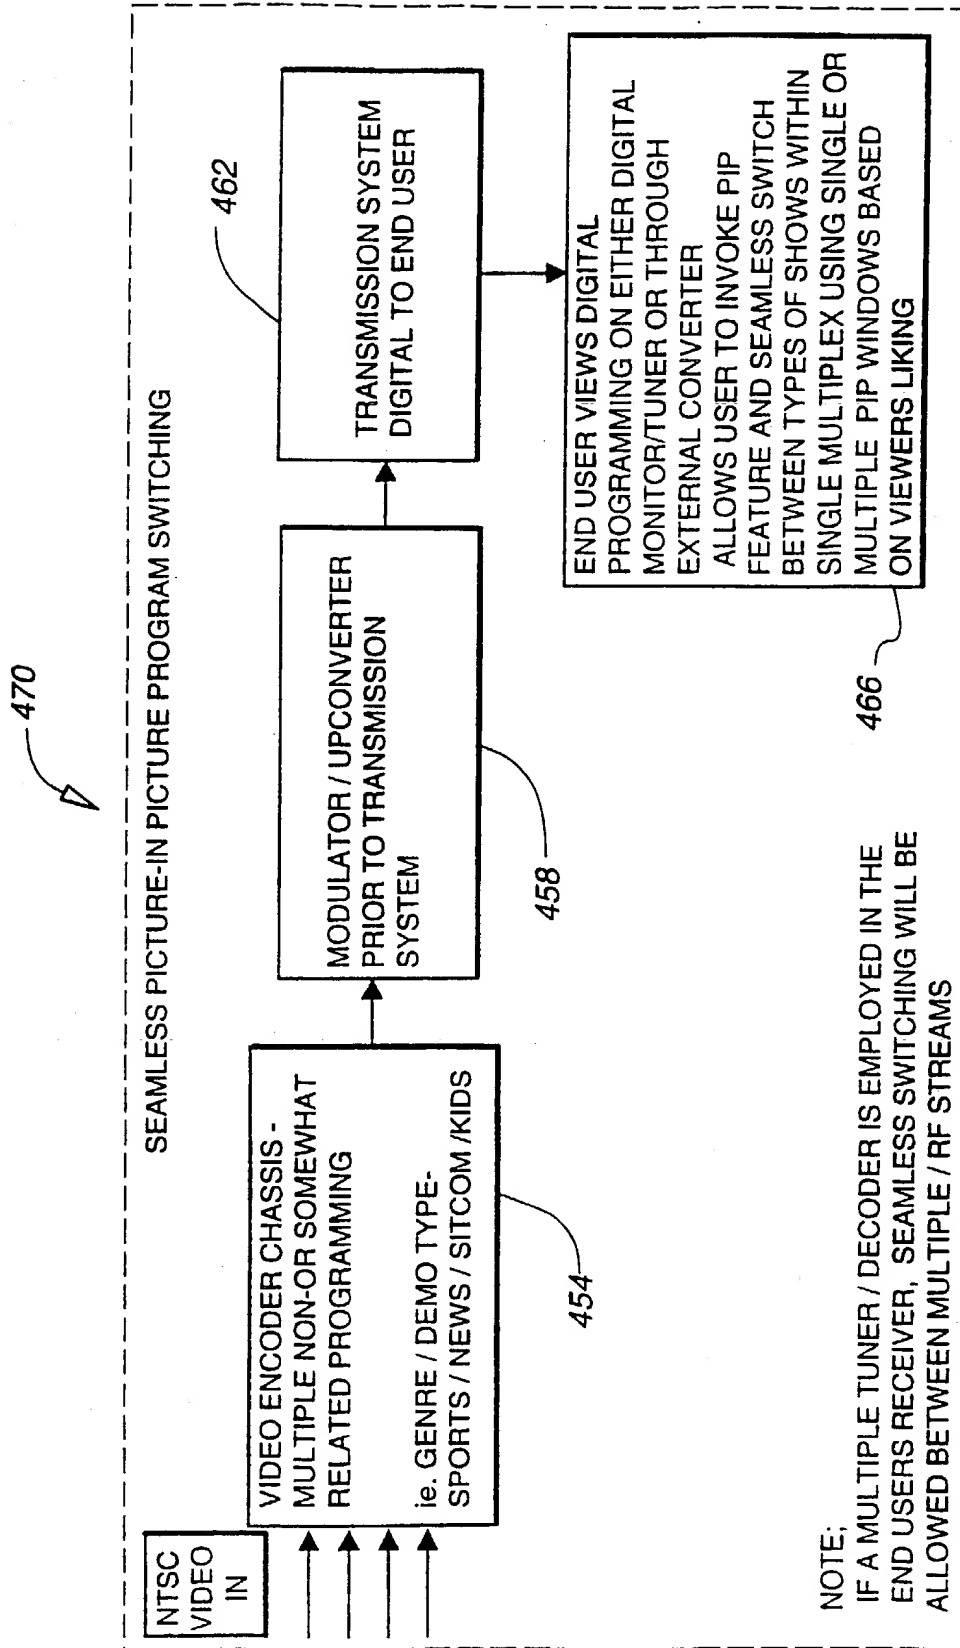 470
SEAMLESS PICTURE-IN PICTURE PROGRAM SWITCHING
NTSC
VIDEO
IN
VIDEO ENCODER CHASSIS -
MULTIPLE NON-OR SOMEWHAT
RELATED PROGRAMMING
ie. GENRE / DEMO TYPE-
SPORTS / NEWS / SITCOM /KIDS
454
MODULATOR / UPCONVERTER
PRIOR TO TRANSMISSION
SYSTEM
458
TRANSMISSION SYSTEM
DIGITAL TO END USER
462
END USER VIEWS DIGITAL
PROGRAMMING ON EITHER DIGITAL
MONITOR/TUNER OR THROUGH
EXTERNAL CONVERTER
ALLOWS USER TO INVOKE PIP
FEATURE AND SEAMLESS SWITCH
BETWEEN TYPES OF SHOWS WITHIN
SINGLE MULTIPLEX USING SINGLE OR
MULTIPLE PIP WINDOWS BASED
ON VIEWERS LIKING
466
NOTE;
IF A MULTIPLE TUNER / DECODER IS EMPLOYED IN THE
END USERS RECEIVER, SEAMLESS SWITCHING WILL BE
ALLOWED BETWEEN MULTIPLE / RF STREAMS